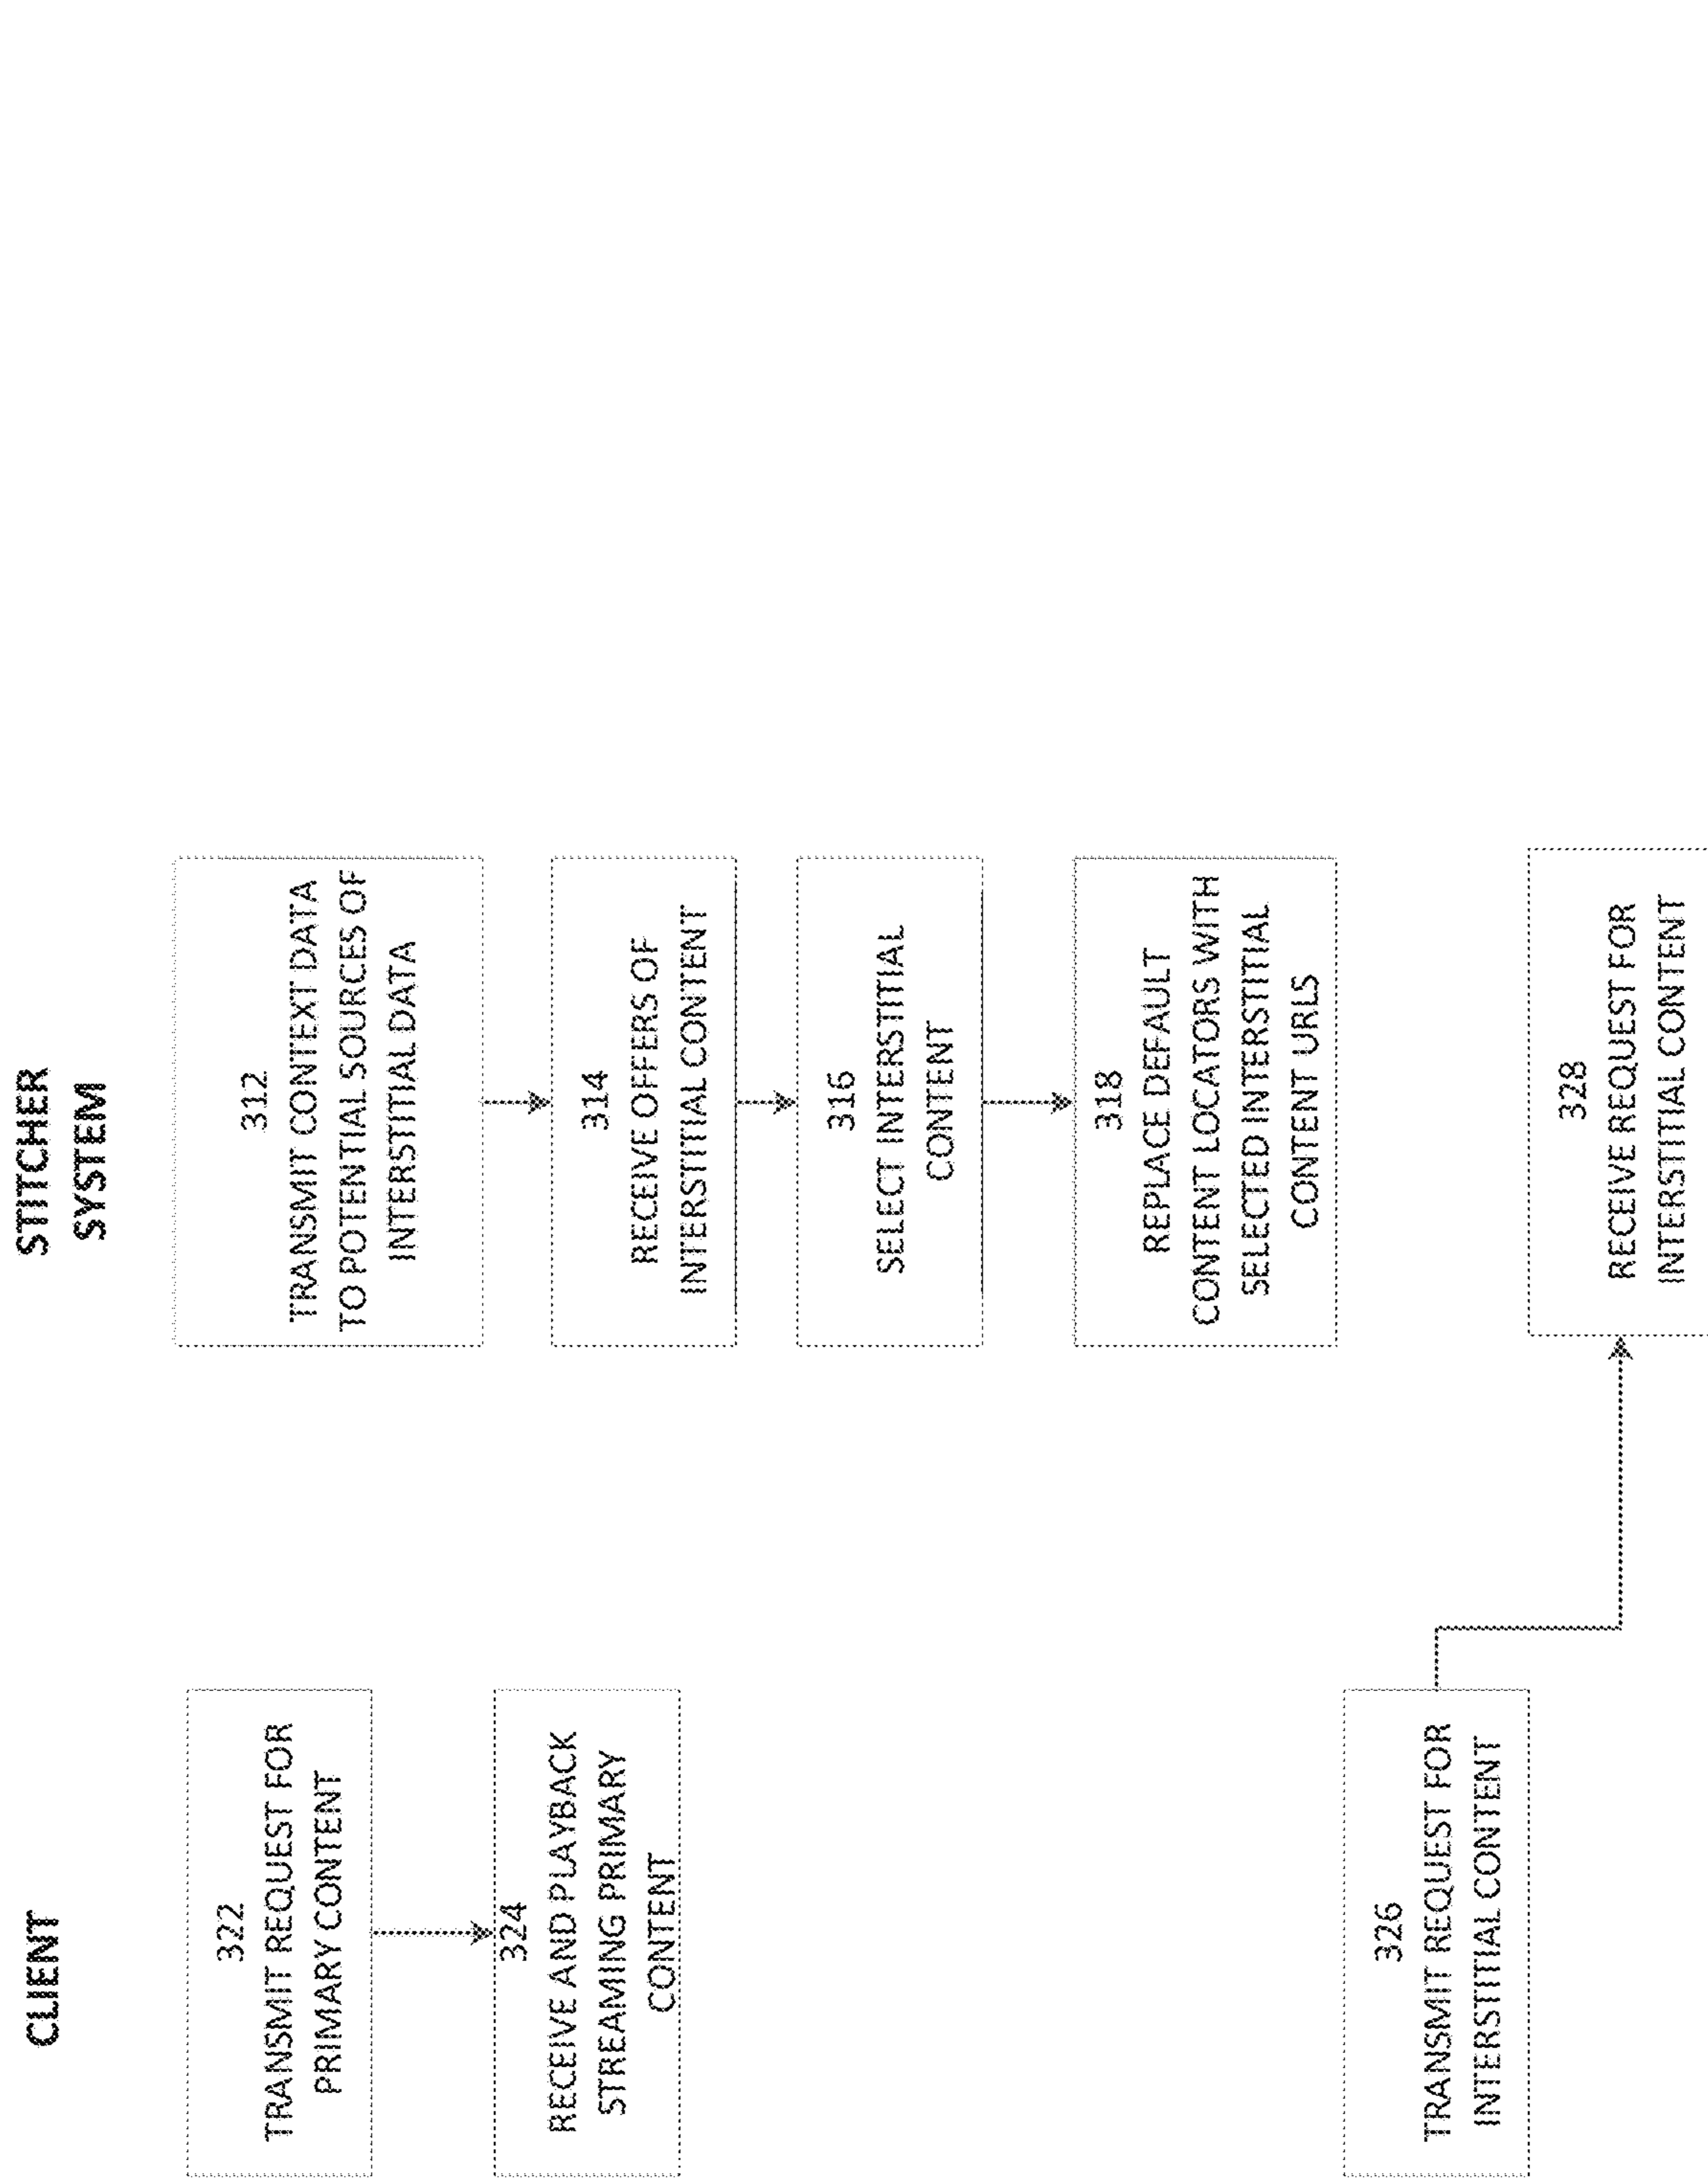 CLIENT
322
TRANSMIT REQUEST FOR
PRIMARY CONTENT
324
RECEIVE AND PLAYBACK
STREAMING PRIMARY
CONTENT
326
TRANSMIT REQUEST FOR
INTERSTITIAL CONTENT
STITCHER
SYSTEM
312
TRANSMIT CONTEXT DATA
TO POTENTIAL SOURCES OF
INTERSTITIAL DATA
314
RECEIVE OFFERS OF
INTERSTITIAL CONTENT
316
SELECT INTERSTITIAL
CONTENT
318
REPLACE DEFAULT
CONTENT LOCATORS WITH
SELECTED INTERSTITIAL
CONTENT URLS
328
RECEIVE REQUEST FOR
INTERSTITIAL CONTENT